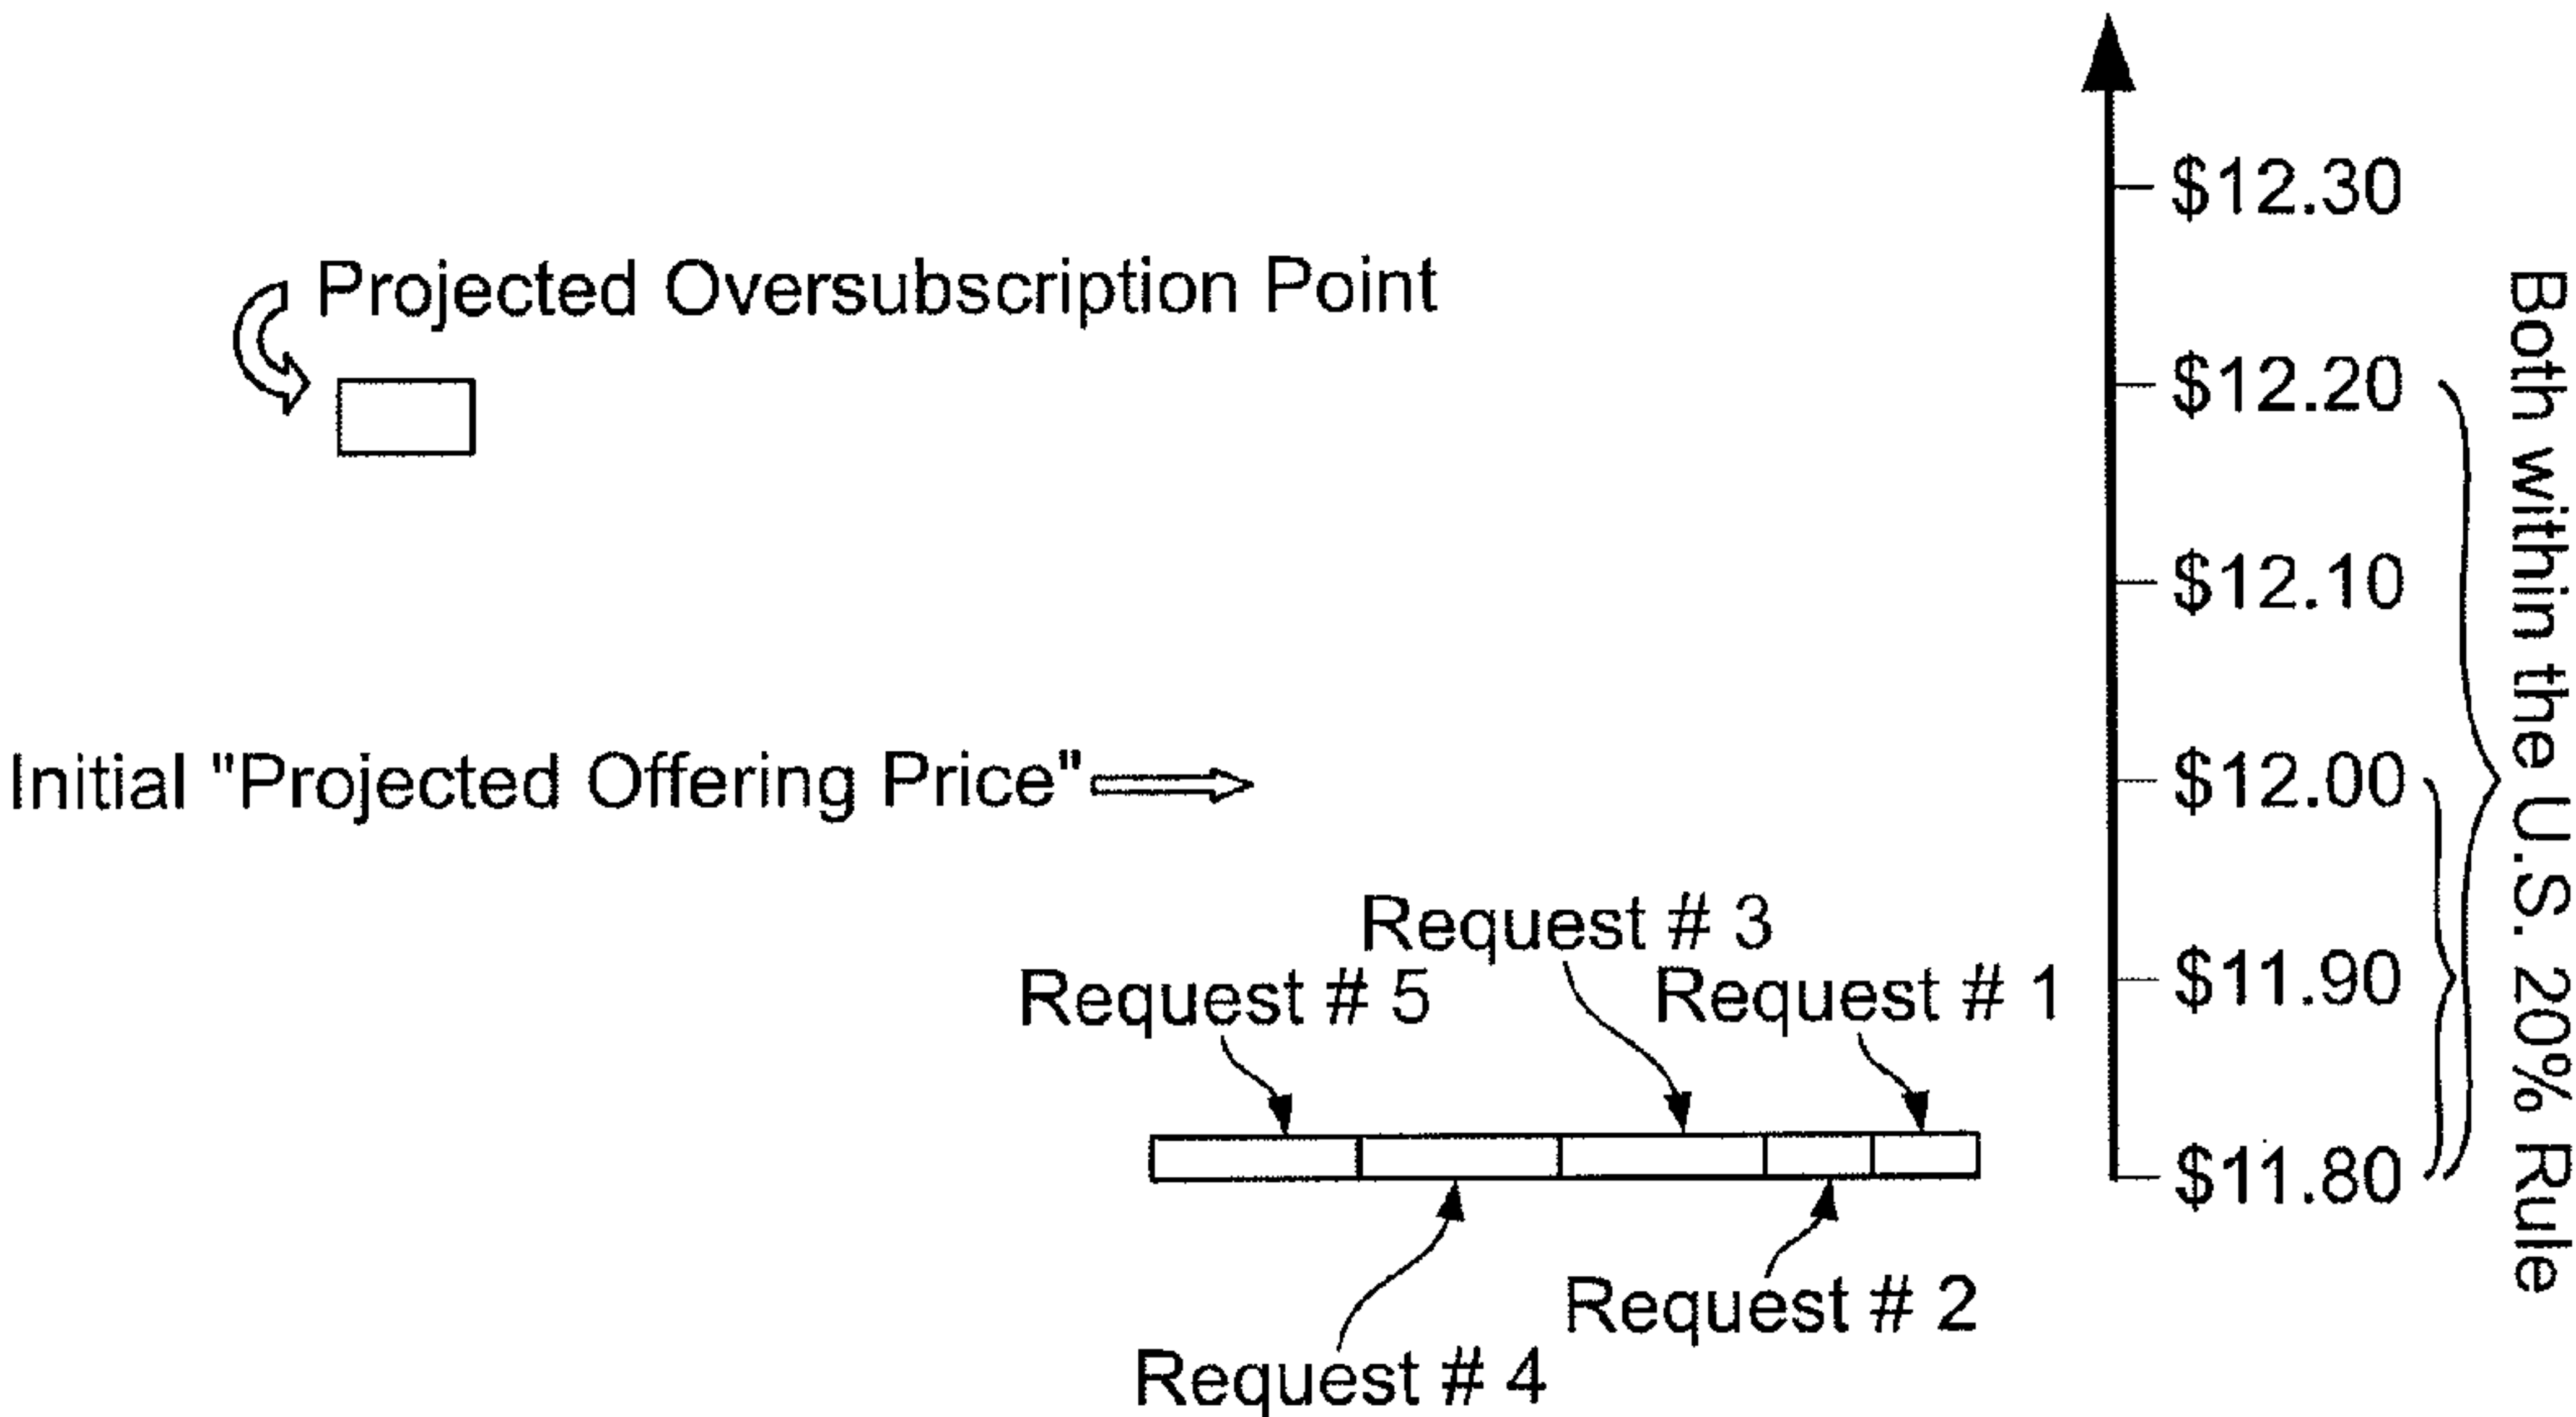 $12.30
Projected Oversubscription Point
$12.20
$12.10
Initial "Projected Offering Price"
$12.00
Request # 3
Request # 5
Request # 1
$11.90
$11.80
Request # 2
Request # 4
Both within the U.S. 20% Rule